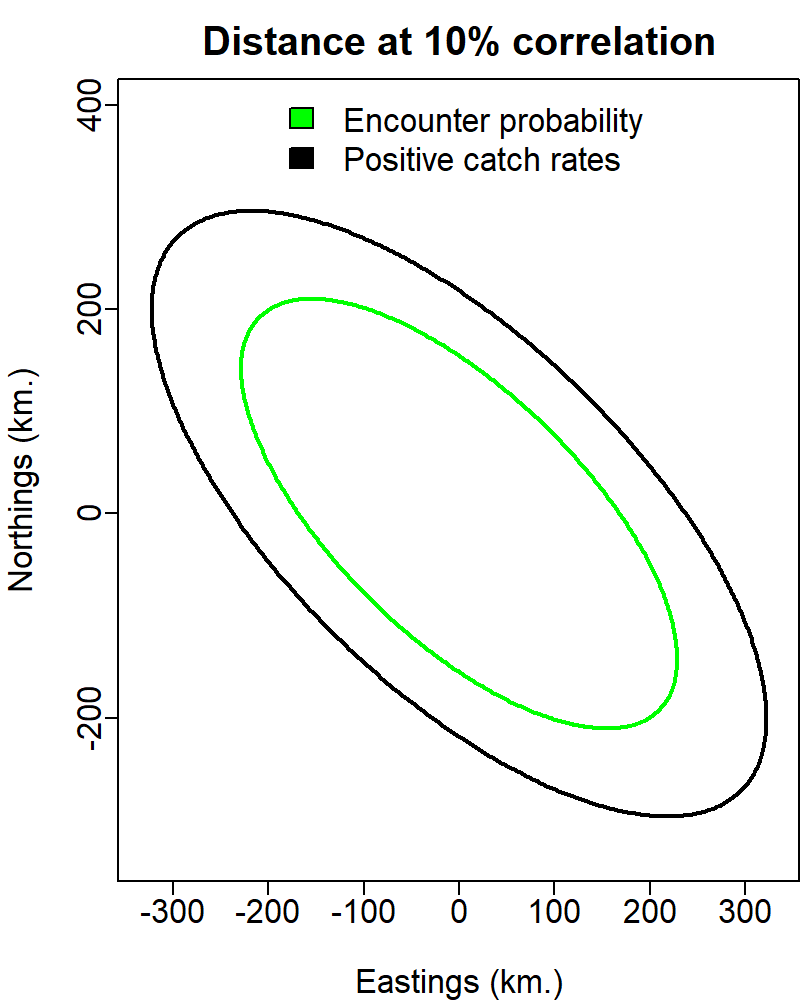 Distance at 10% correlation
Encounter probability
Positive catch rates
400
200
0
-200
Northings (km.)
-300 -200 -100 0 100 200 300
Eastings (km.)